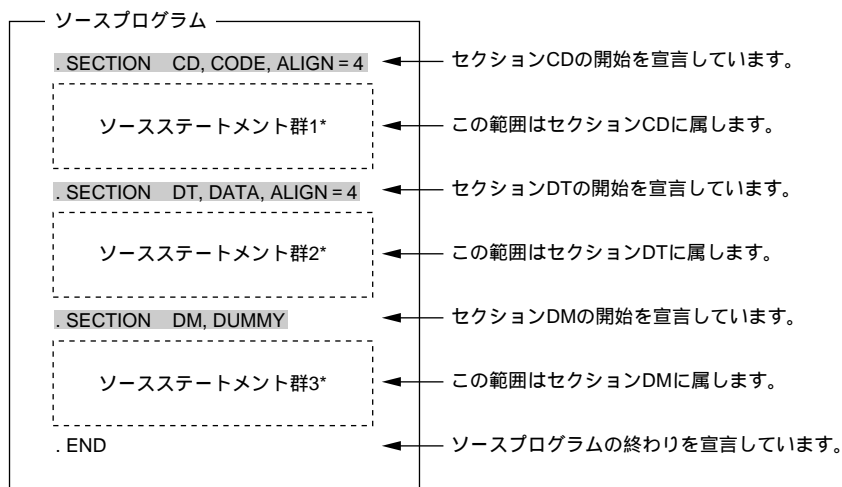 ソースプログラム
. SECTION CD, CODE, ALIGN = 4
セクションCDの開始を宣言しています。
ソースステートメント群1*
この範囲はセクションCDに属します。
. SECTION DT, DATA, ALIGN = 4
セクションDTの開始を宣言しています。
ソースステートメント群2*
この範囲はセクションDTに属します。
. SECTION DM, DUMMY
セクションDMの開始を宣言しています。
ソースステートメント群3*
この範囲はセクションDMに属します。
. END
ソースプログラムの終わりを宣言しています。